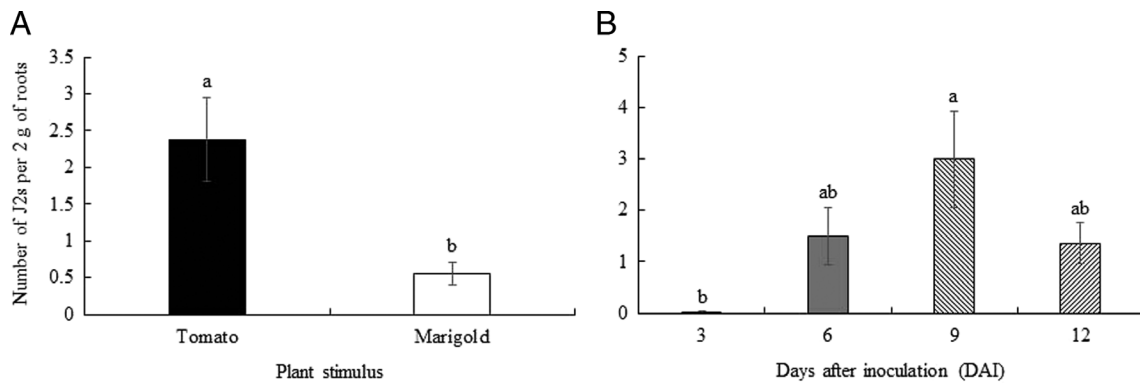 A
Number of J2s per 2 g of roots
3.5
3
2.5
2
1.5
1
0.5
0
a
b
Tomato
Marigold
Plant stimulus
B
5
4
3
2
1
0
b
ab
a
ab
3
6
9
12
Days after inoculation (DAI)